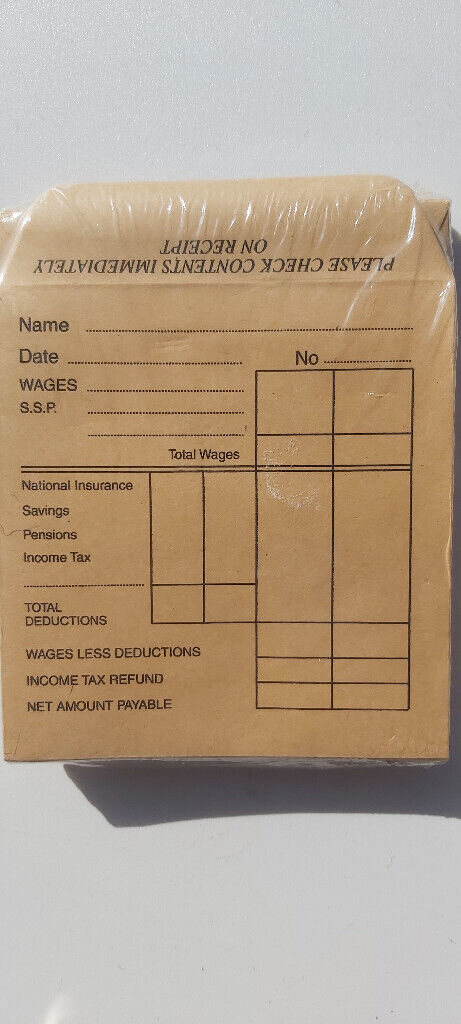 PLEASE CHECK CONTENTS IMMEDIATELY
ON RECEIPT
Name
Date No
WAGES
S.S.P.
Total Wages
National Insurance
Savings
Pensions
Income Tax
TOTAL
DEDUCTIONS
WAGES LESS DEDUCTIONS
INCOME TAX REFUND
NET AMOUNT PAYABLE